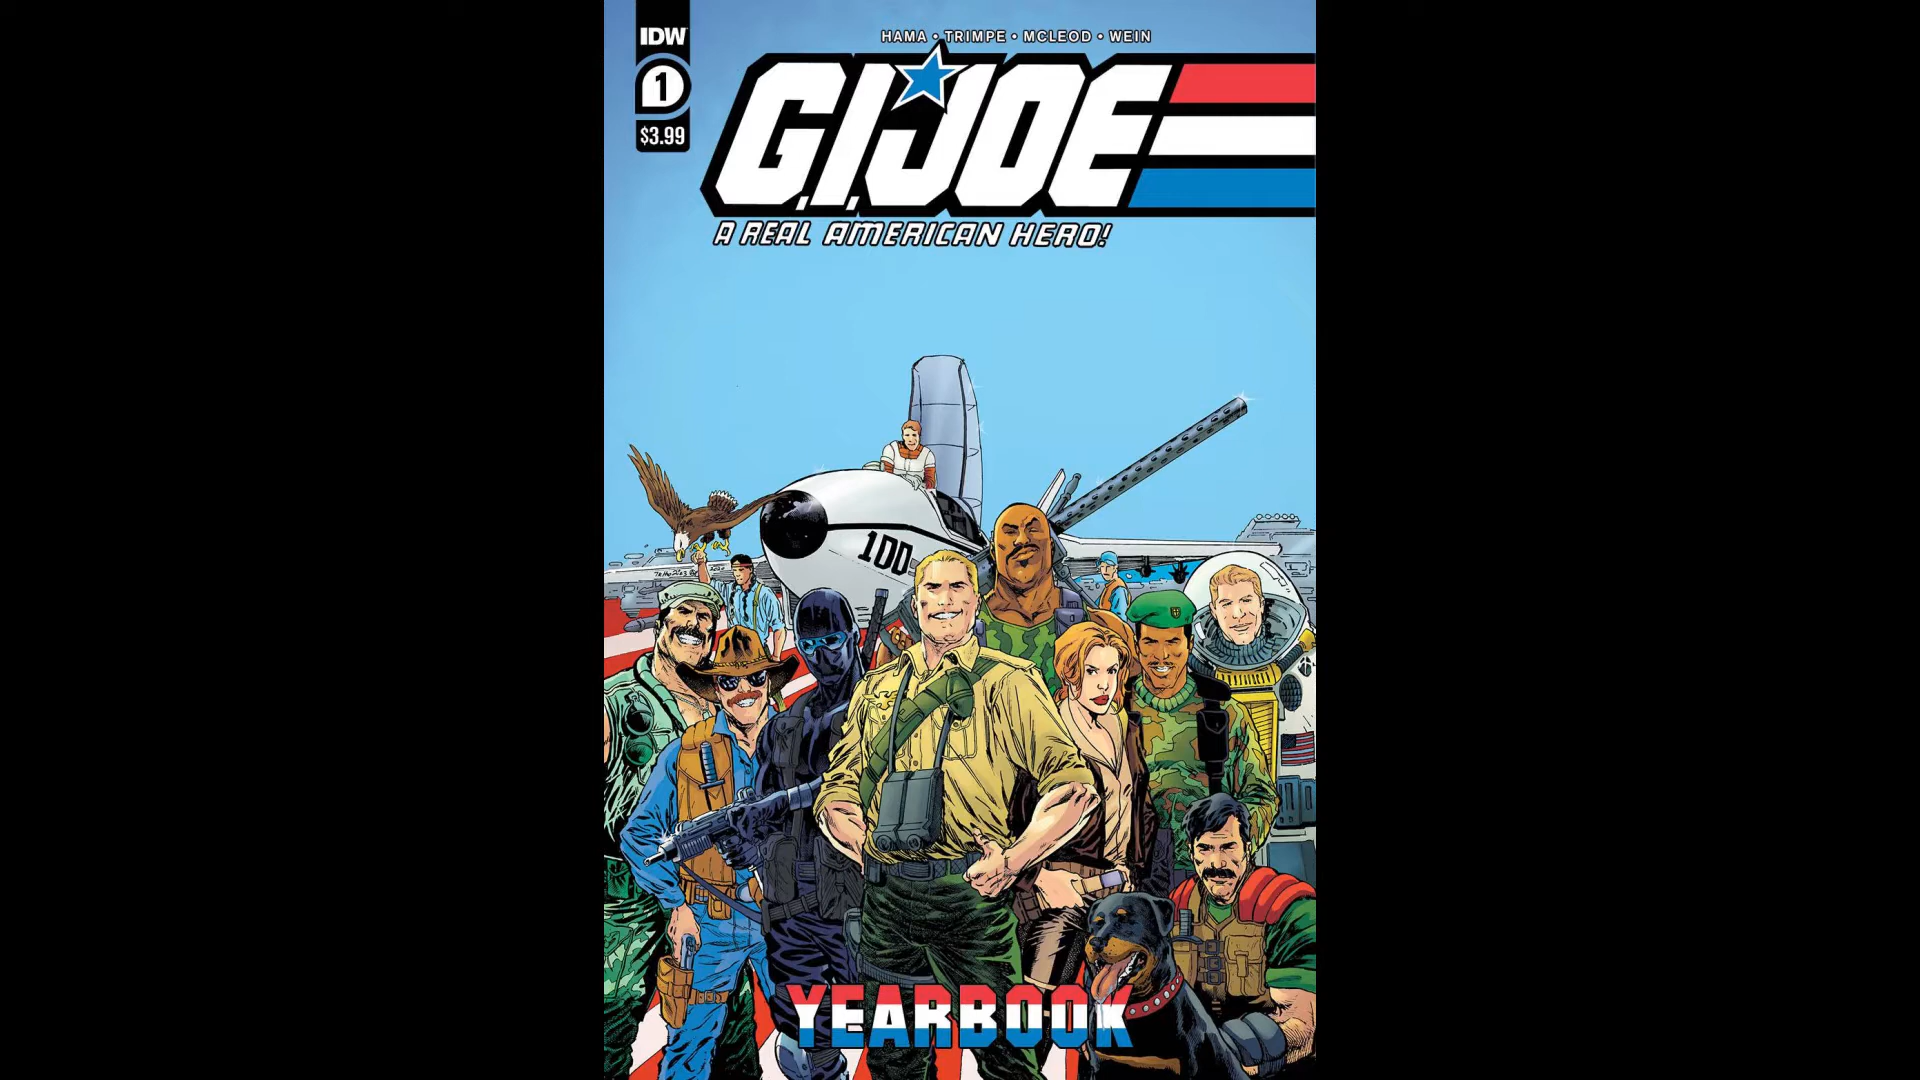 IDW
1
$3.99
HAMA • TRIMPE • MCLEOD • WEIN
G.I. JOE
A REAL AMERICAN HERO!
100
YEARBOOK